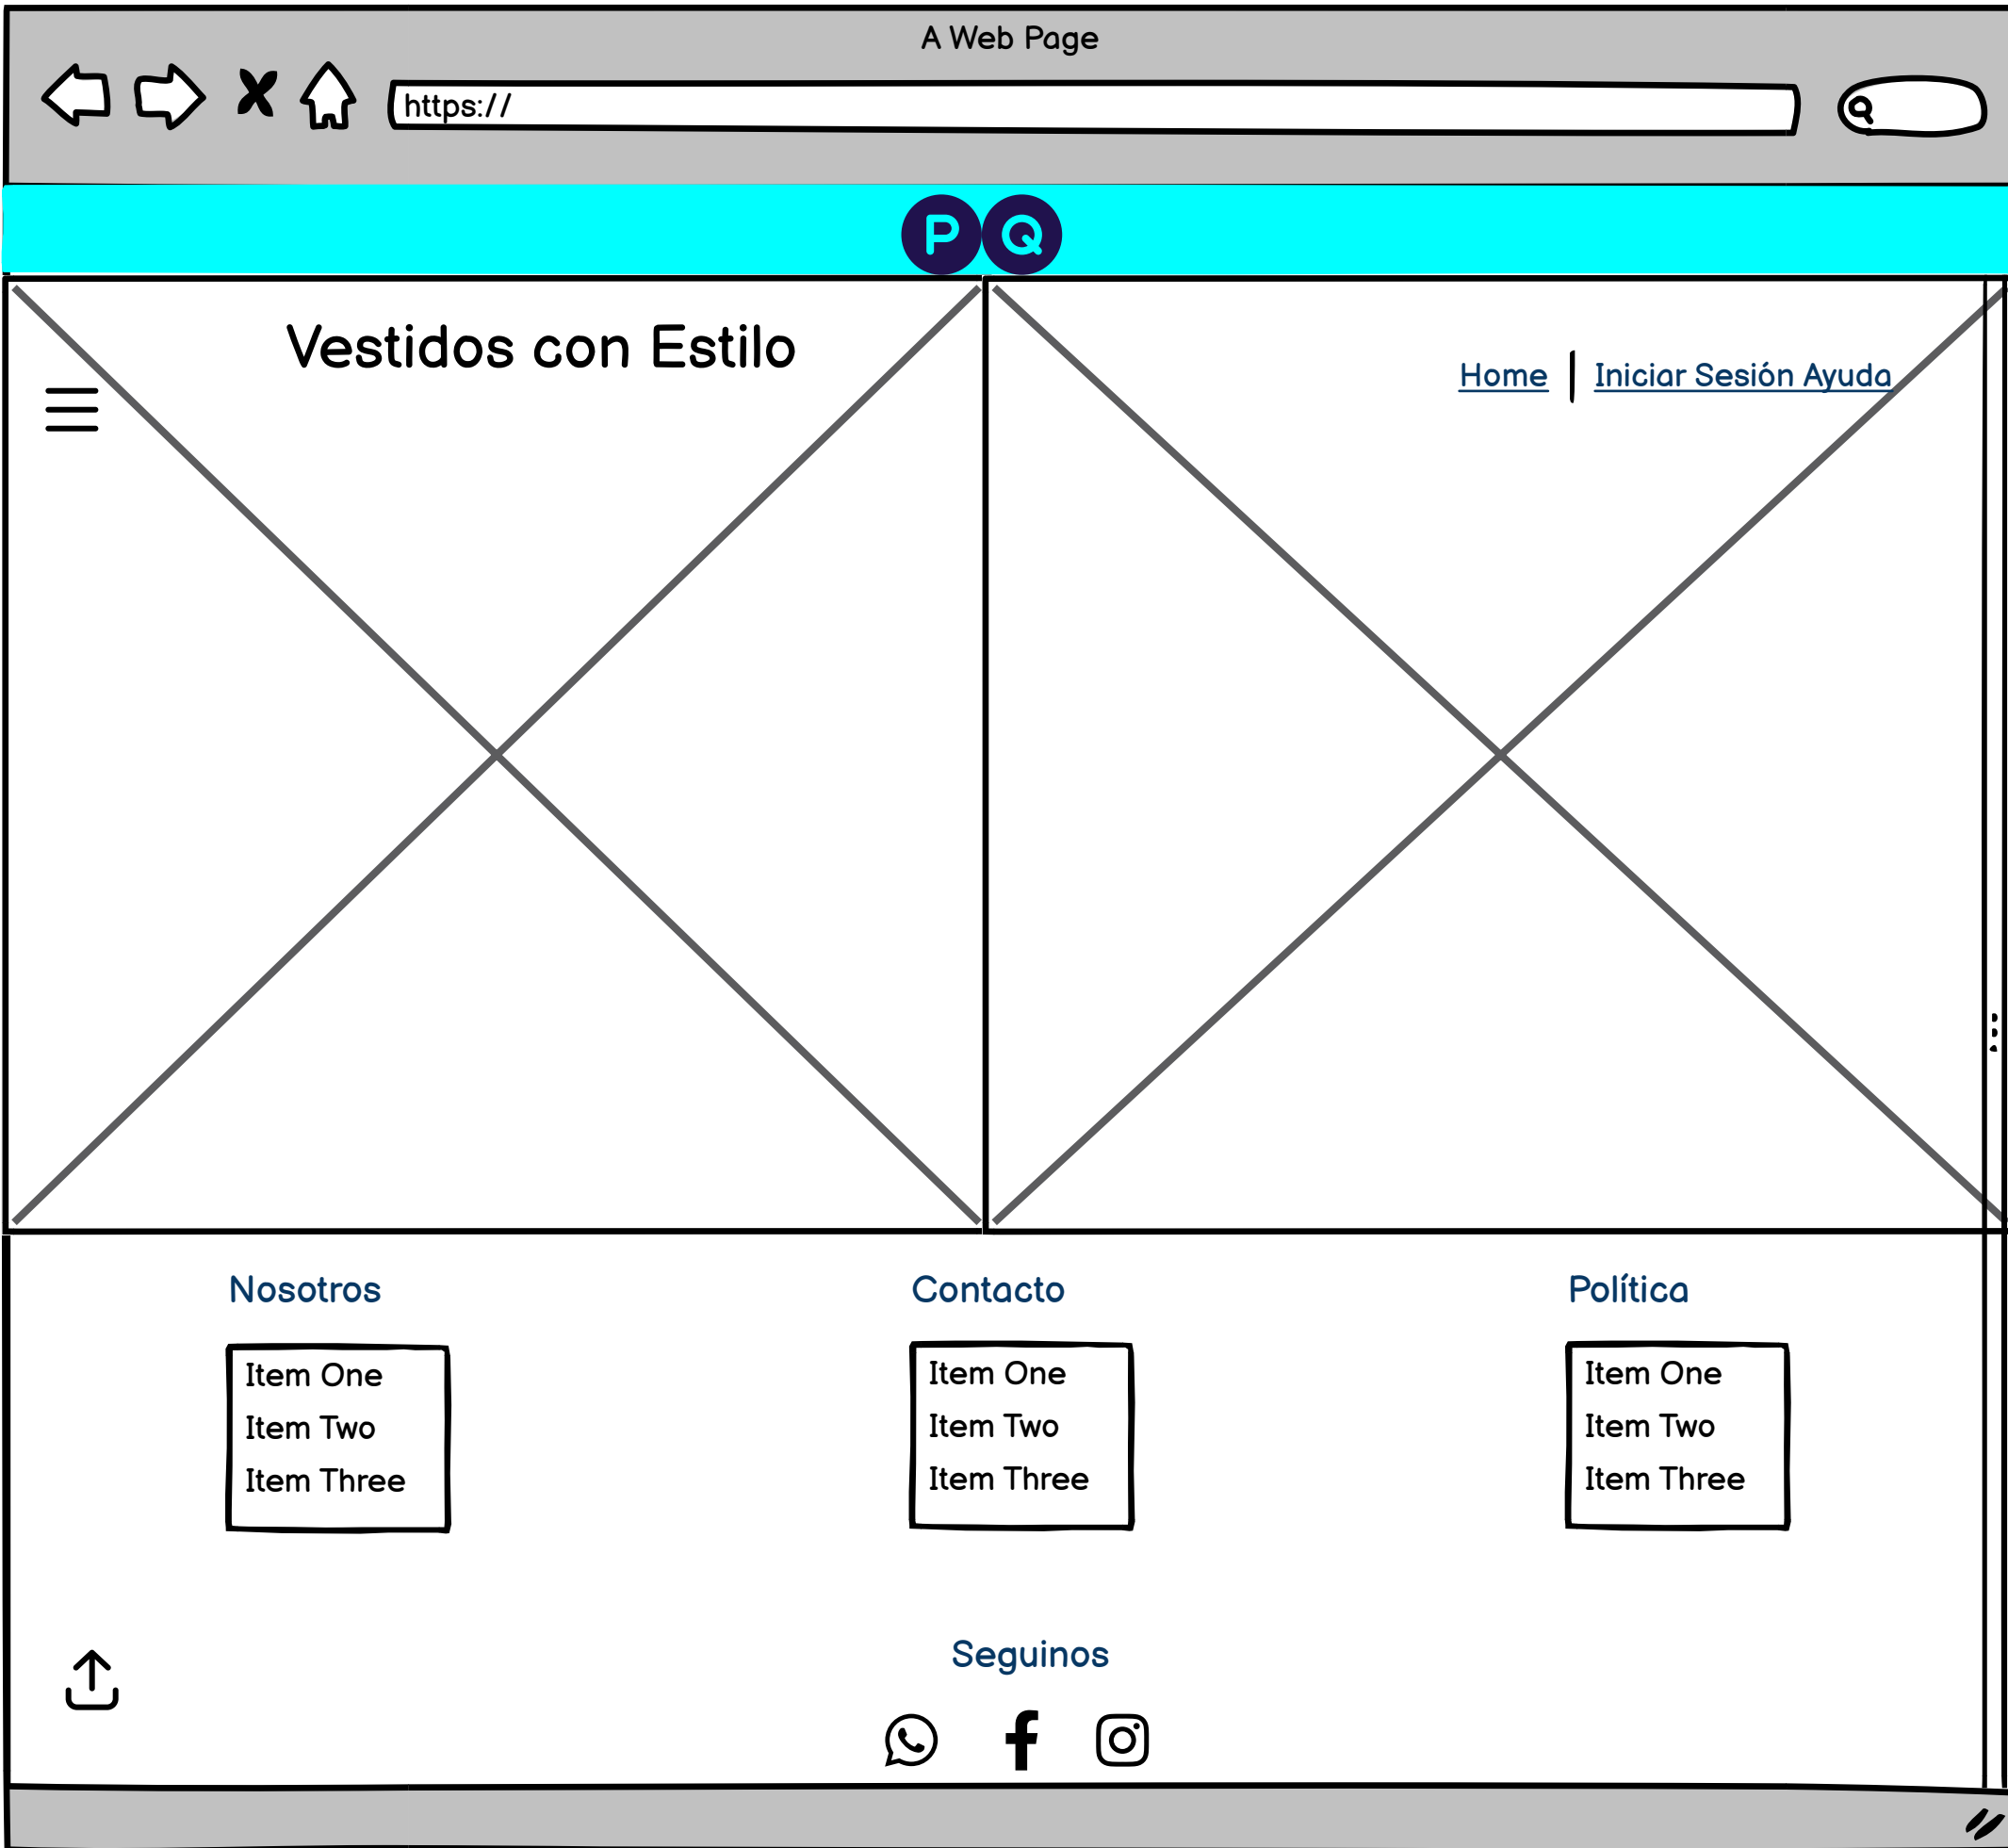 A Web Page
https://
P Q
Vestidos con Estilo
Home | Iniciar Sesión Ayuda
Nosotros
Item One
Item Two
Item Three
Contacto
Item One
Item Two
Item Three
Política
Item One
Item Two
Item Three
Seguinos